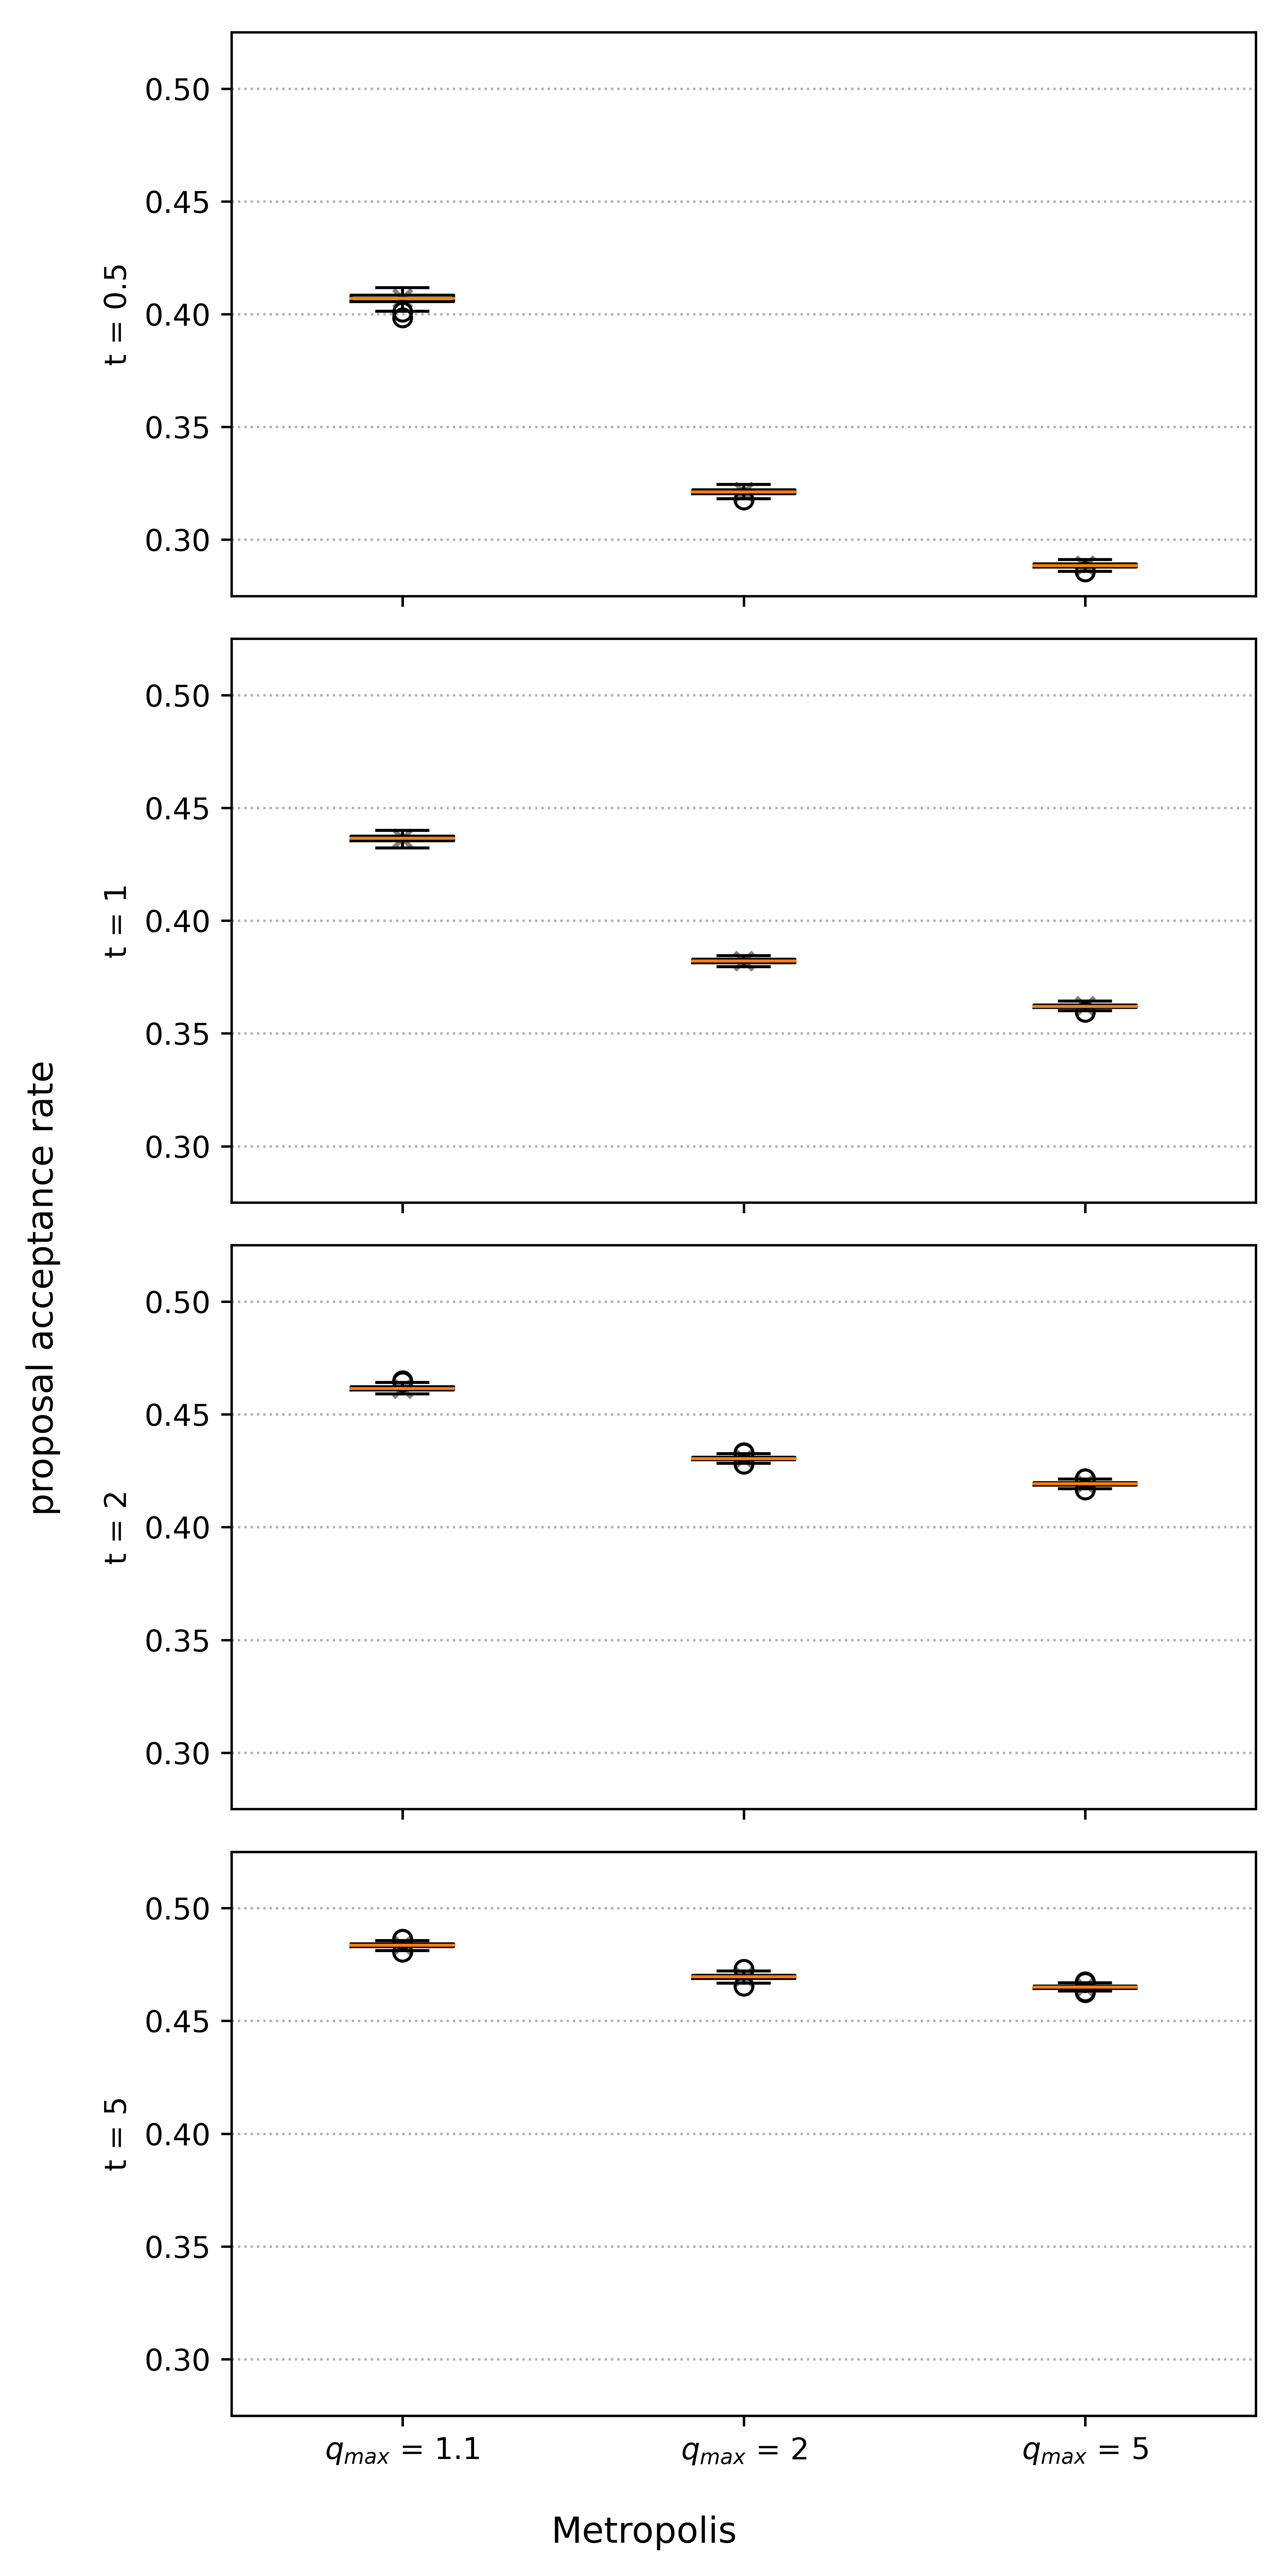 proposal acceptance rate
t = 0.5
0.50
0.45
0.40
0.35
0.30
t = 1
0.50
0.45
0.40
0.35
0.30
t = 2
0.50
0.45
0.40
0.35
0.30
t = 5
0.50
0.45
0.40
0.35
0.30
q_max = 1.1
q_max = 2
q_max = 5
Metropolis